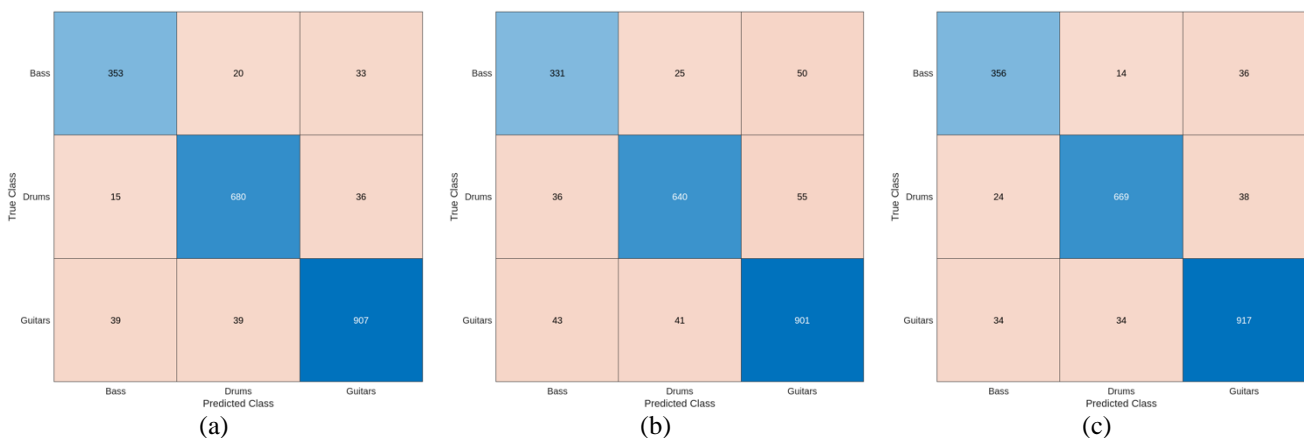 Bass 353 20 33
Drums 15 680 36
Guitars 39 39 907
Bass Drums Guitars
Predicted Class
True Class
(a)
Bass 331 25 50
Drums 36 640 55
Guitars 43 41 901
Bass Drums Guitars
Predicted Class
True Class
(b)
Bass 356 14 36
Drums 24 669 38
Guitars 34 34 917
Bass Drums Guitars
Predicted Class
True Class
(c)